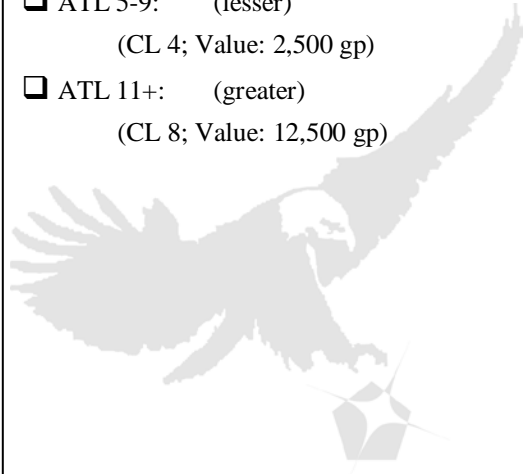 ❑ ATL 5-9: (lesser)
(CL 4; Value: 2,500 gp)
❑ ATL 11+: (greater)
(CL 8; Value: 12,500 gp)